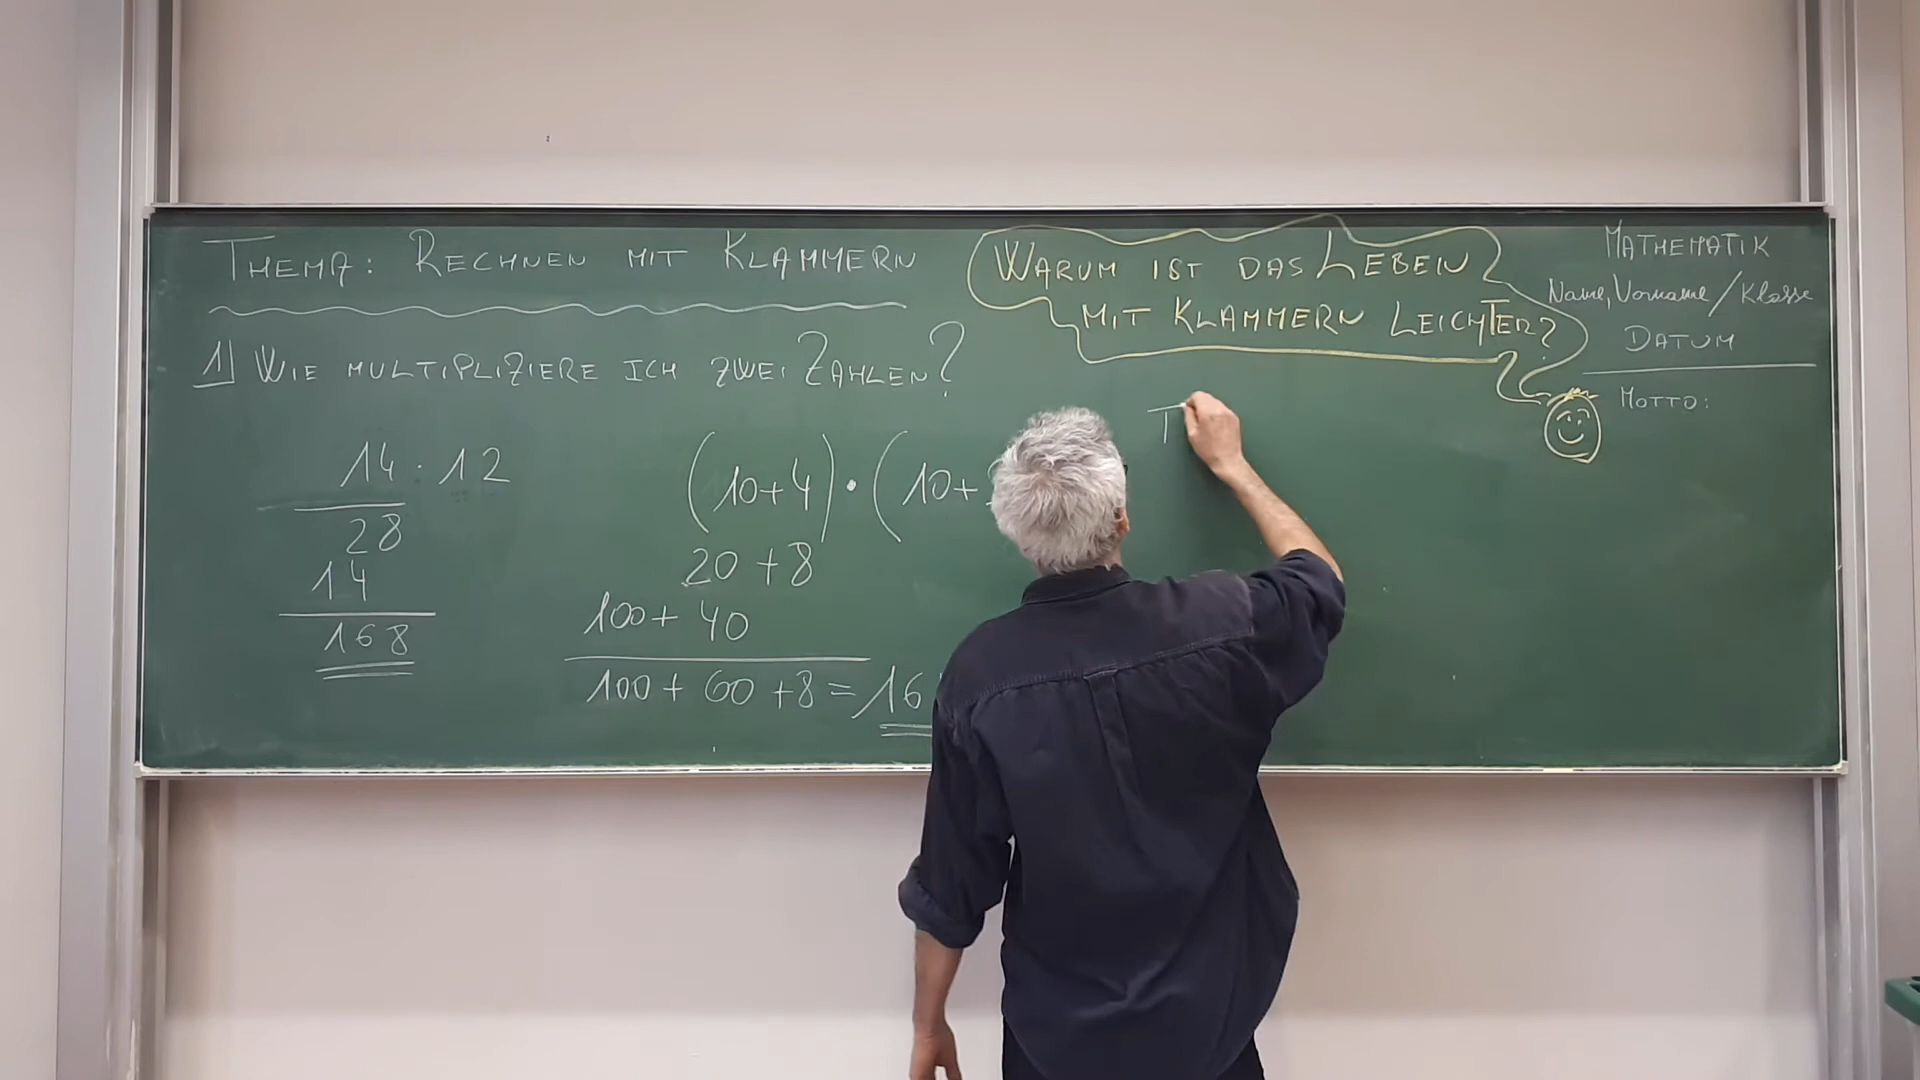 THEMA: RECHNEN MIT KLAMMERN
1) WIE MULTIPLIZIERE ICH ZWEI ZAHLEN?
14 · 12
28
14
168
(10+4) · (10+
20 + 8
100 + 40
100 + 60 + 8 = 16
WARUM IST DAS LEBEN
MIT KLAMMERN LEICHTER?
T
MATHEMATIK
Name, Vorname / Klasse
DATUM
MOTTO: